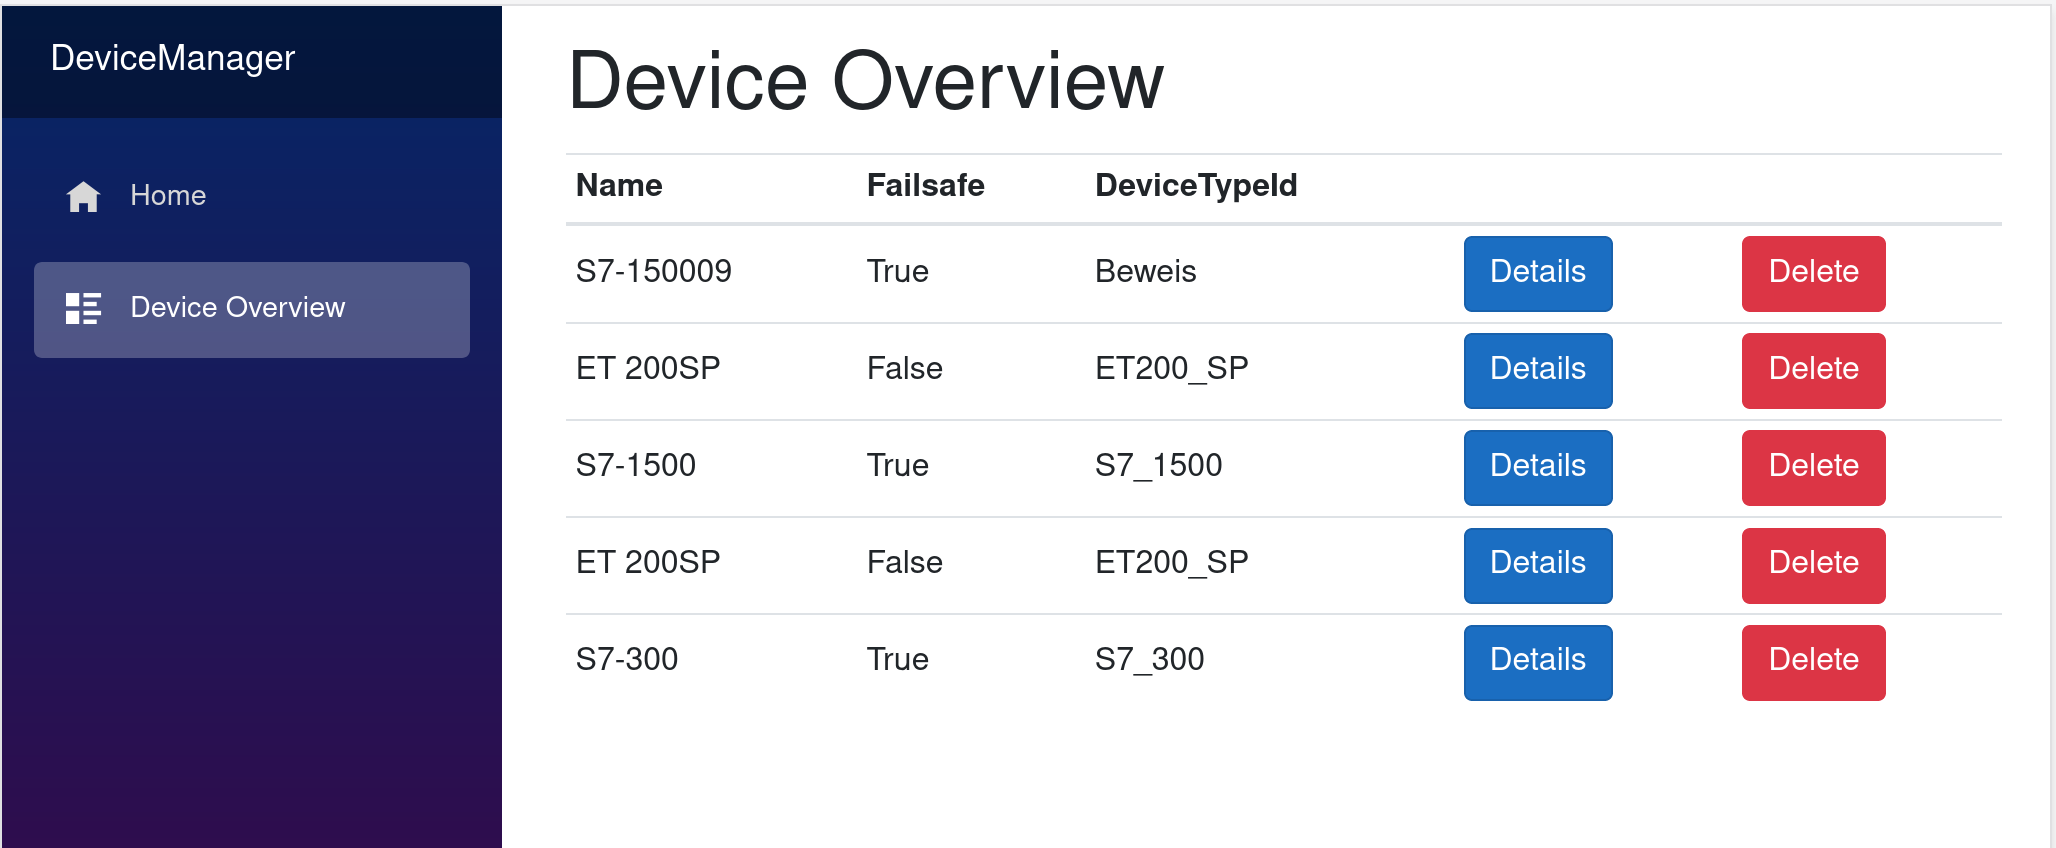 DeviceManager
Home
Device Overview
Device Overview
Name Failsafe DeviceTypeId
S7-150009 True Beweis Details Delete
ET 200SP False ET200_SP Details Delete
S7-1500 True S7_1500 Details Delete
ET 200SP False ET200_SP Details Delete
S7-300 True S7_300 Details Delete